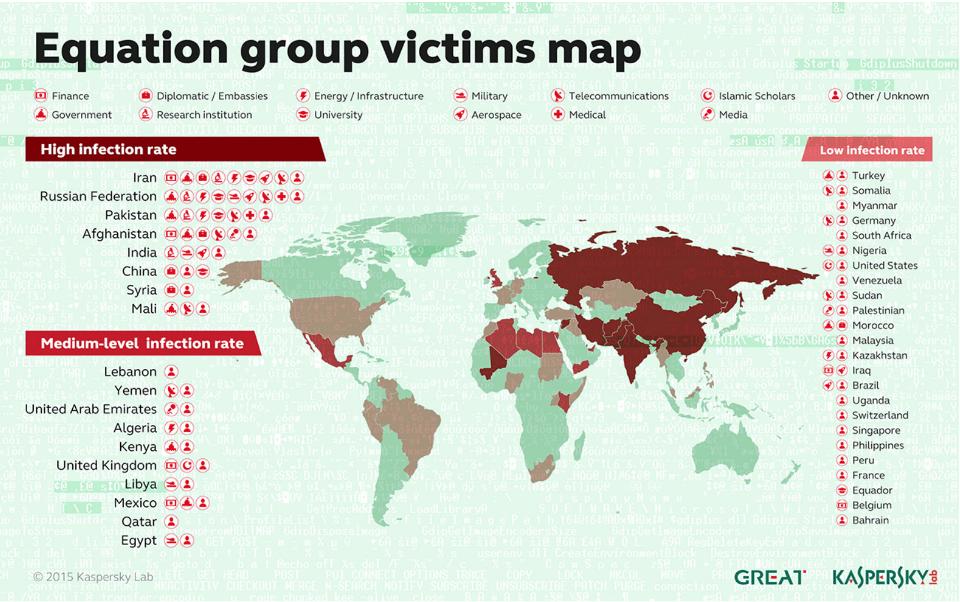 Equation group victims map
Finance
Diplomatic / Embassies
Energy / Infrastructure
Military
Telecommunications
Islamic Scholars
Other / Unknown
Government
Research institution
University
Aerospace
Medical
Media
High infection rate
Iran
Russian Federation
Pakistan
Afghanistan
India
China
Syria
Mali
Medium-level infection rate
Lebanon
Yemen
United Arab Emirates
Algeria
Kenya
United Kingdom
Libya
Mexico
Qatar
Egypt
Low infection rate
Turkey
Somalia
Myanmar
Germany
South Africa
Nigeria
United States
Venezuela
Sudan
Palestinian
Morocco
Malaysia
Kazakhstan
Iraq
Brazil
Uganda
Switzerland
Singapore
Philippines
Peru
France
Equador
Belgium
Bahrain
© 2015 Kaspersky Lab
GREAT
KASPERSKY lab